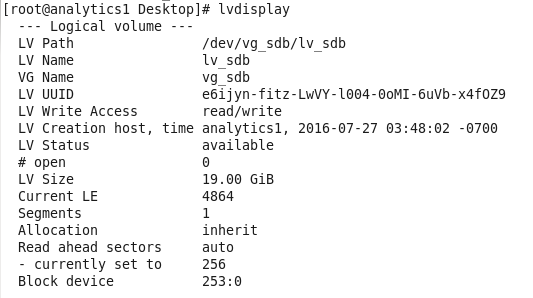 [root@analytics1 Desktop]# lvdisplay
--- Logical volume ---
LV Path                /dev/vg_sdb/lv_sdb
LV Name                lv_sdb
VG Name                vg_sdb
LV UUID                e6ijyn-fitz-LwVY-l004-0oMI-6uVb-x4fOZ9
LV Write Access        read/write
LV Creation host, time analytics1, 2016-07-27 03:48:02 -0700
LV Status              available
# open                 0
LV Size                19.00 GiB
Current LE             4864
Segments               1
Allocation             inherit
Read ahead sectors     auto
- currently set to     256
Block device           253:0